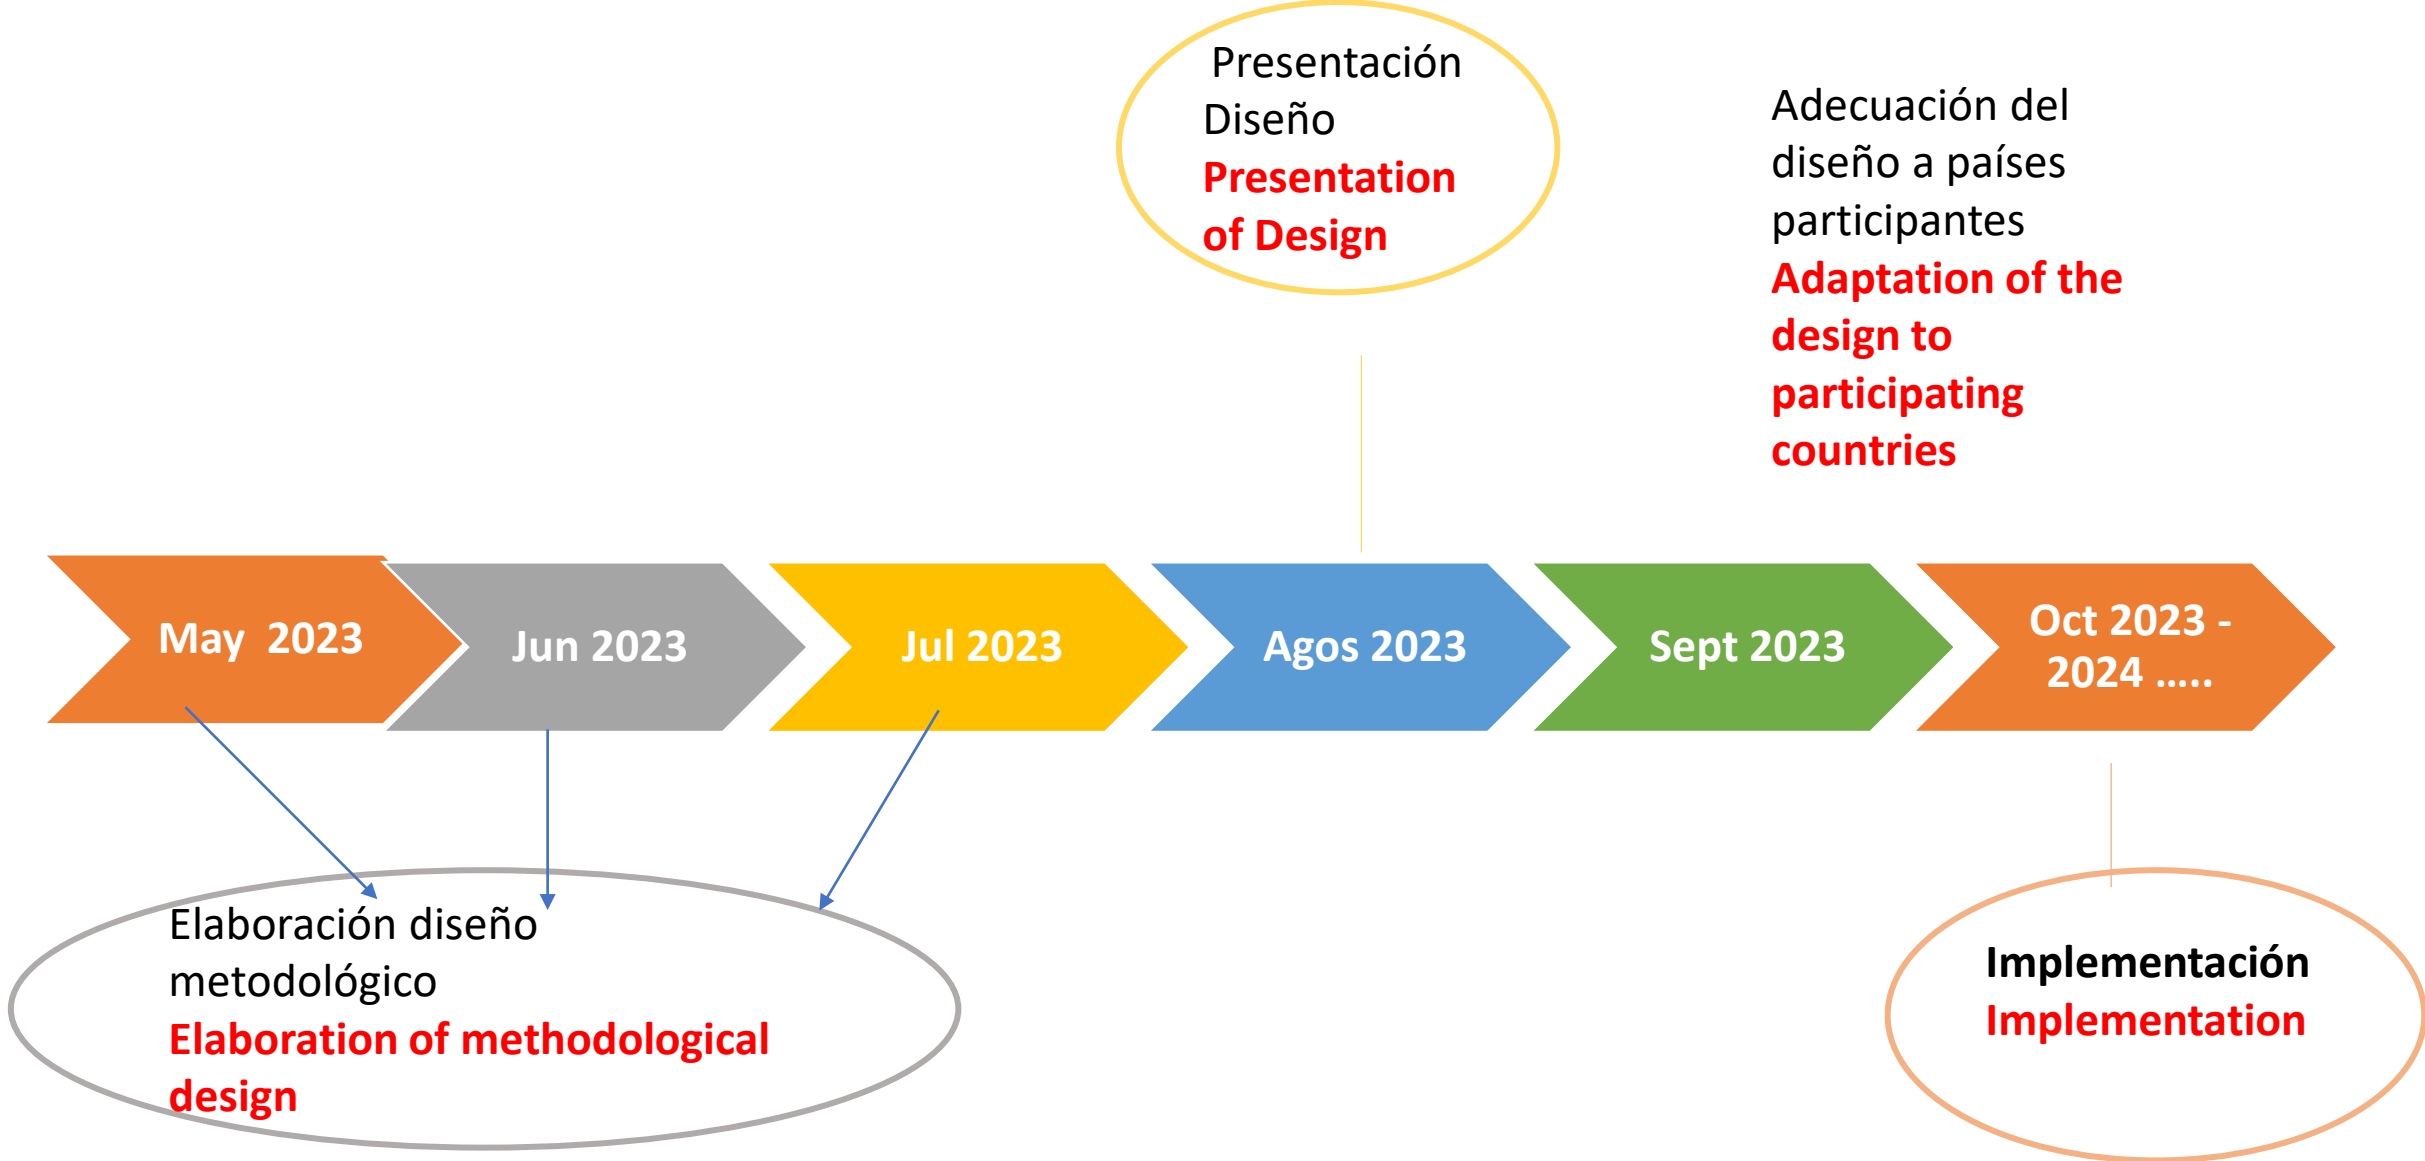 Presentación
Diseño
Presentation
of Design
Adecuación del
diseño a países
participantes
Adaptation of the
design to
participating
countries
May  2023
Jun 2023
Jul 2023
Agos 2023
Sept 2023
Oct 2023 -
2024 .....
Elaboración diseño
metodológico
Elaboration of methodological
design
Implementación
Implementation